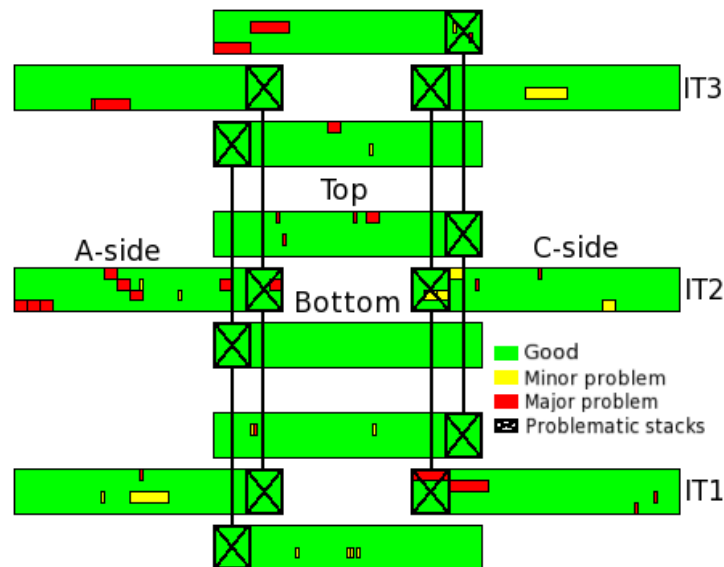 IT3
Top
A-side
C-side
IT2
Bottom
Good
Minor problem
Major problem
Problematic stacks
IT1